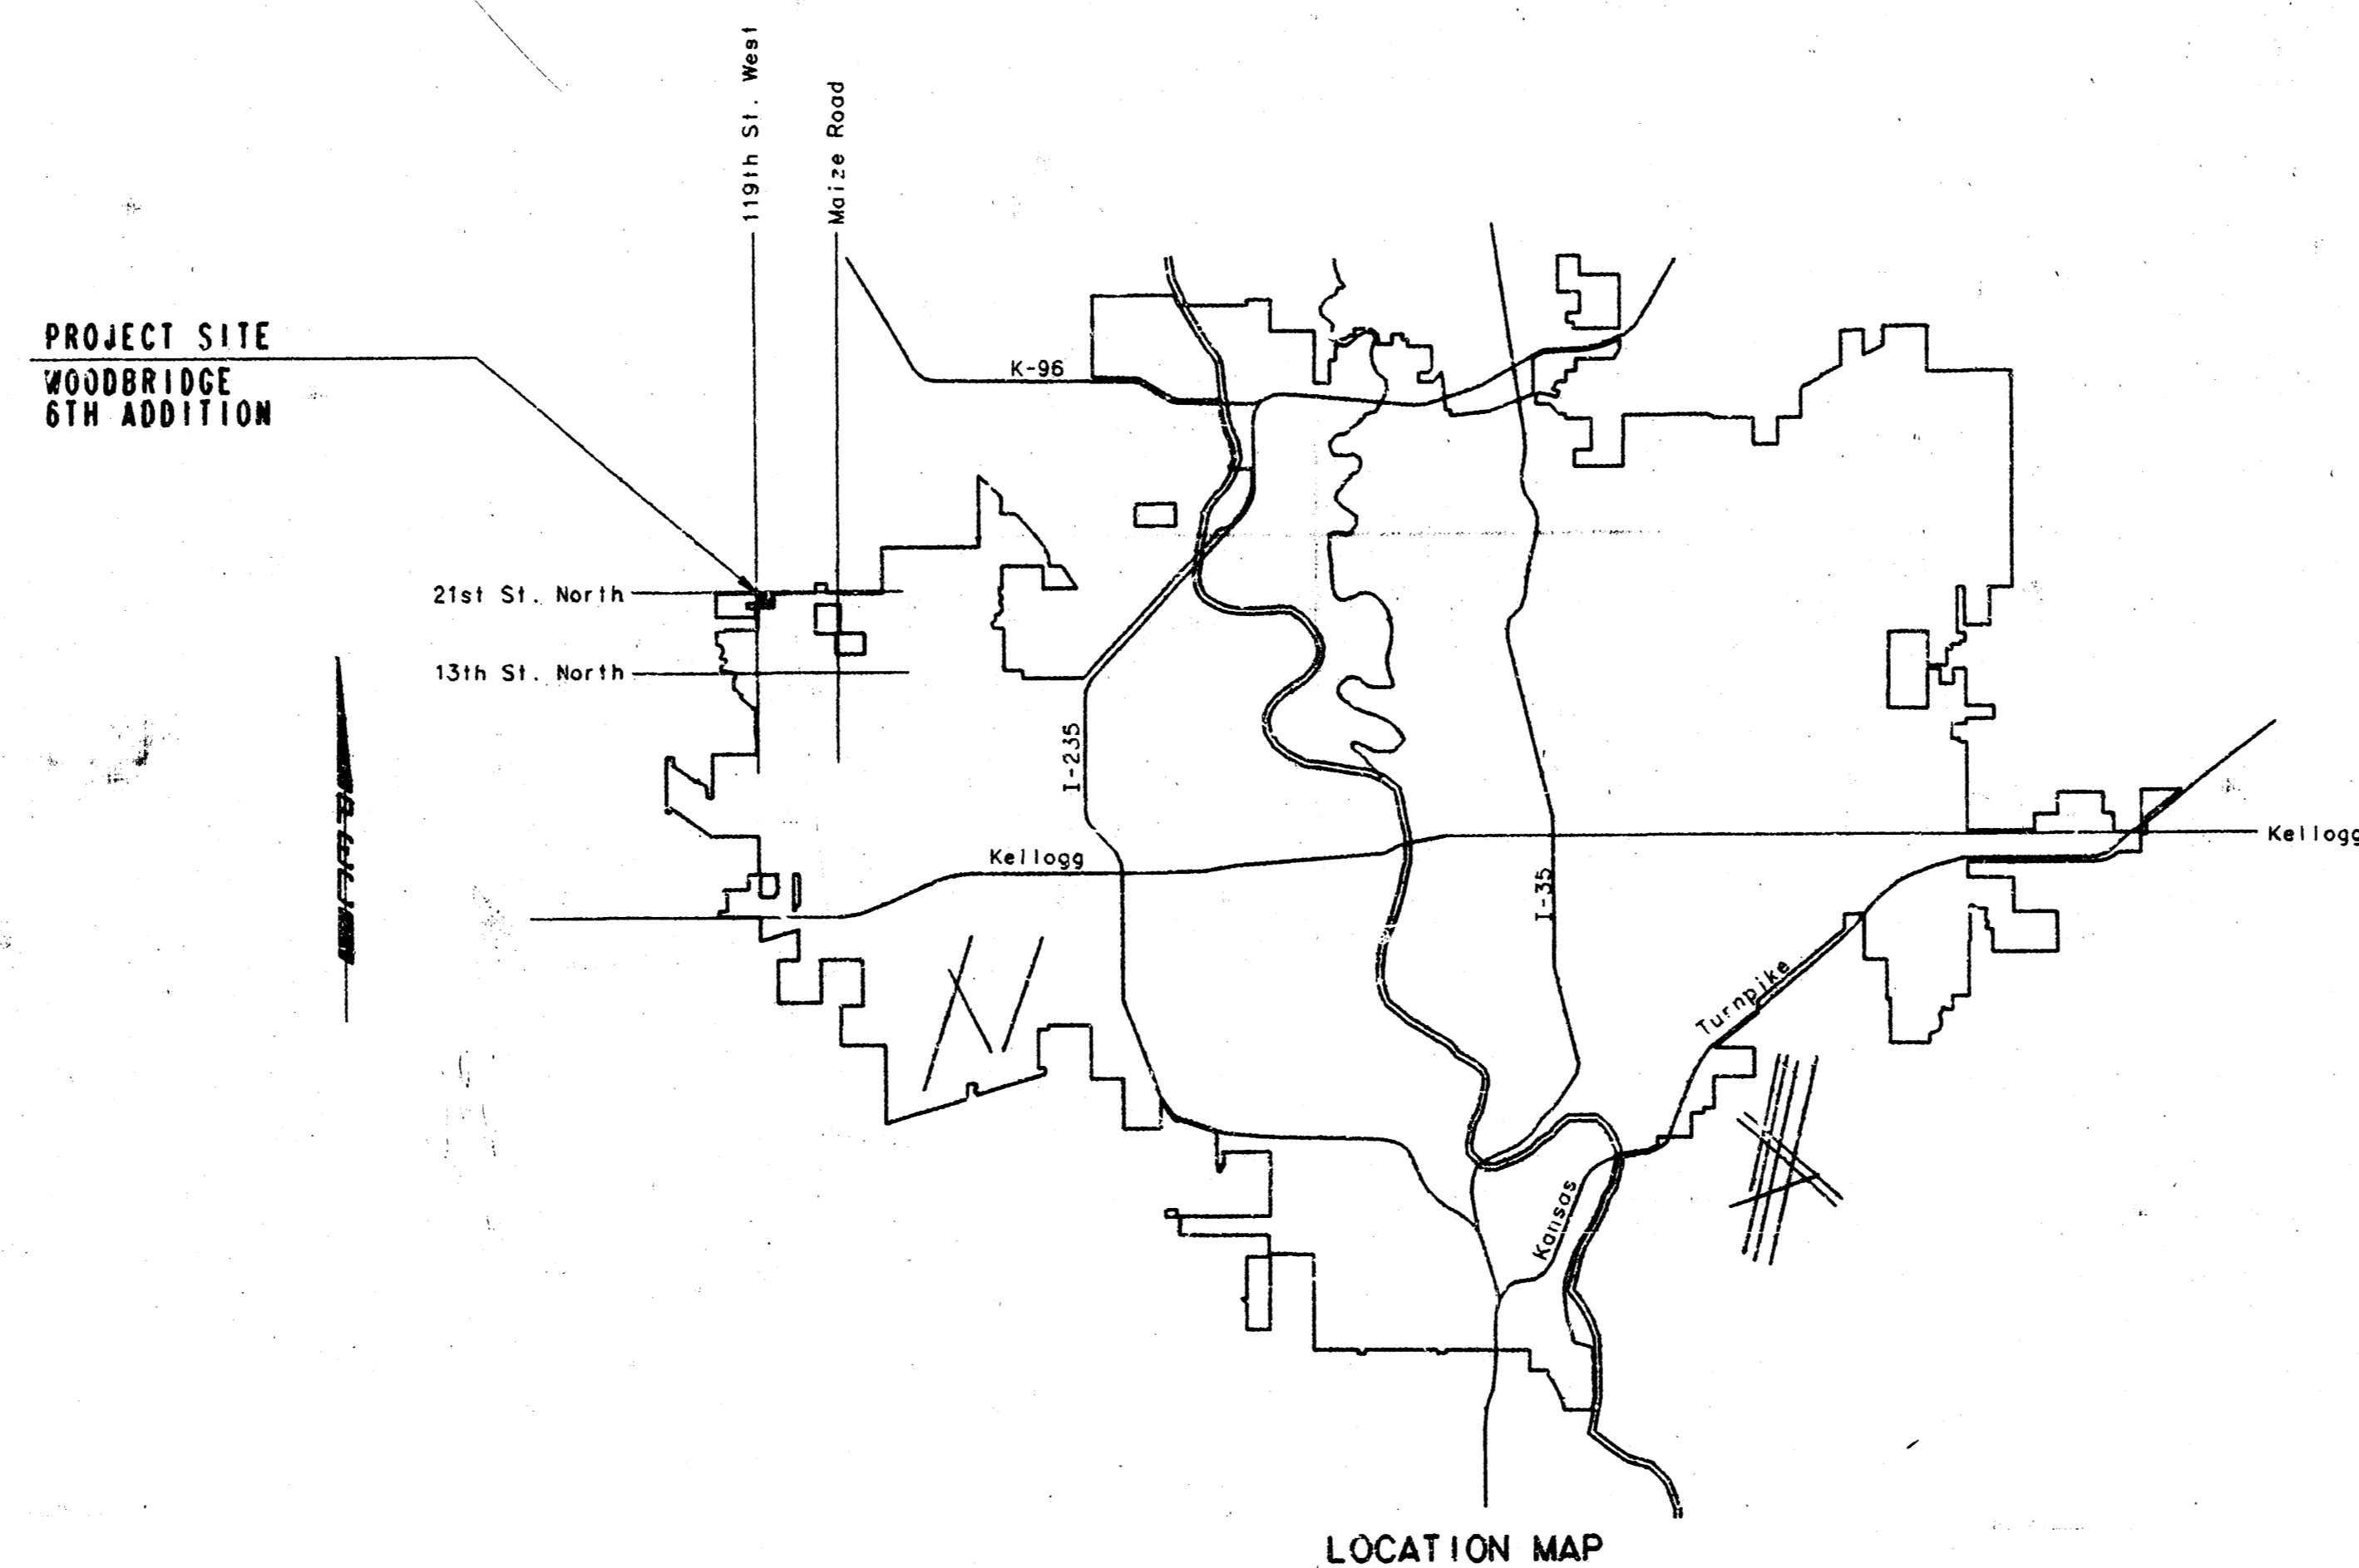 119th St. West
Maize Road
PROJECT SITE
WOODBRIDGE
6TH ADDITION
K-96
21st St. North
13th St. North
I-235
Kellogg
Kellogg
I-35
Turnpike
Kansas
LOCATION MAP